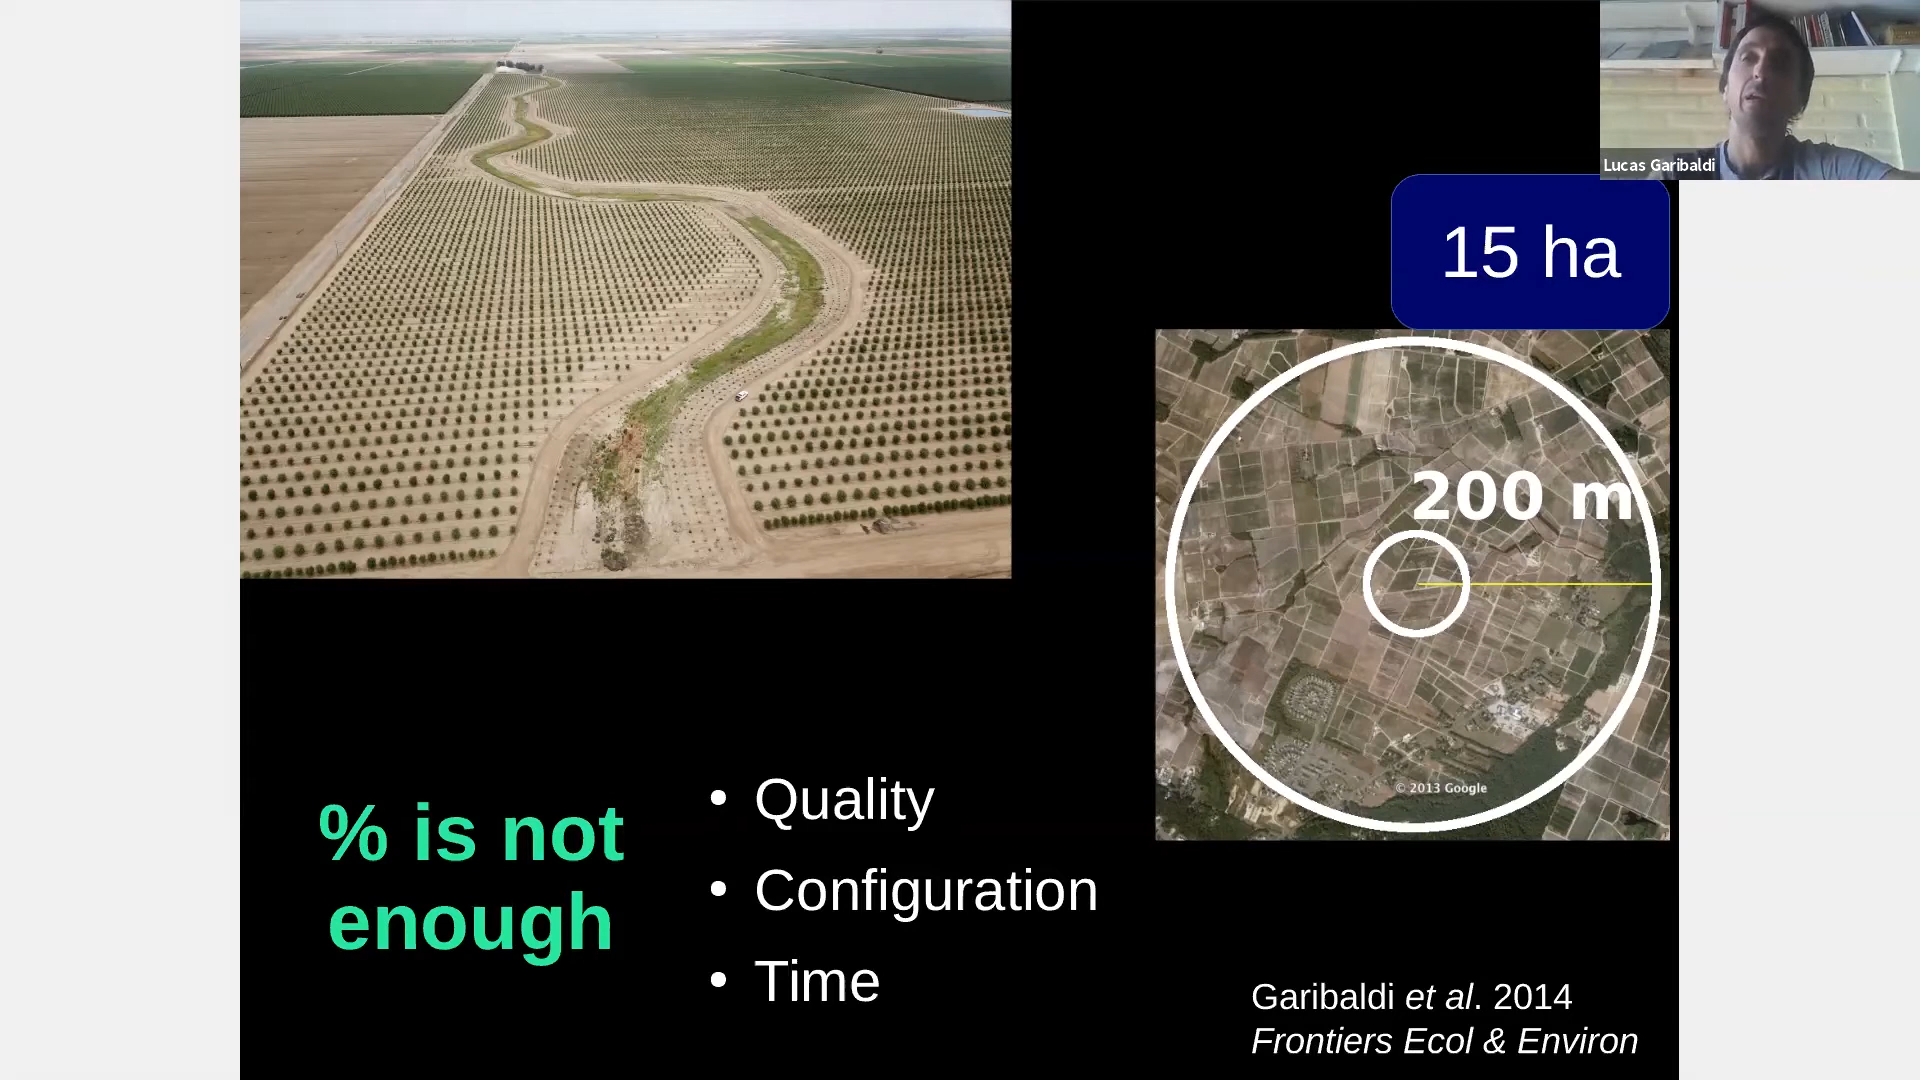 Lucas Garibaldi
15 ha
200 m
© 2013 Google
% is not
enough
• Quality
• Configuration
• Time
Garibaldi et al. 2014
Frontiers Ecol & Environ